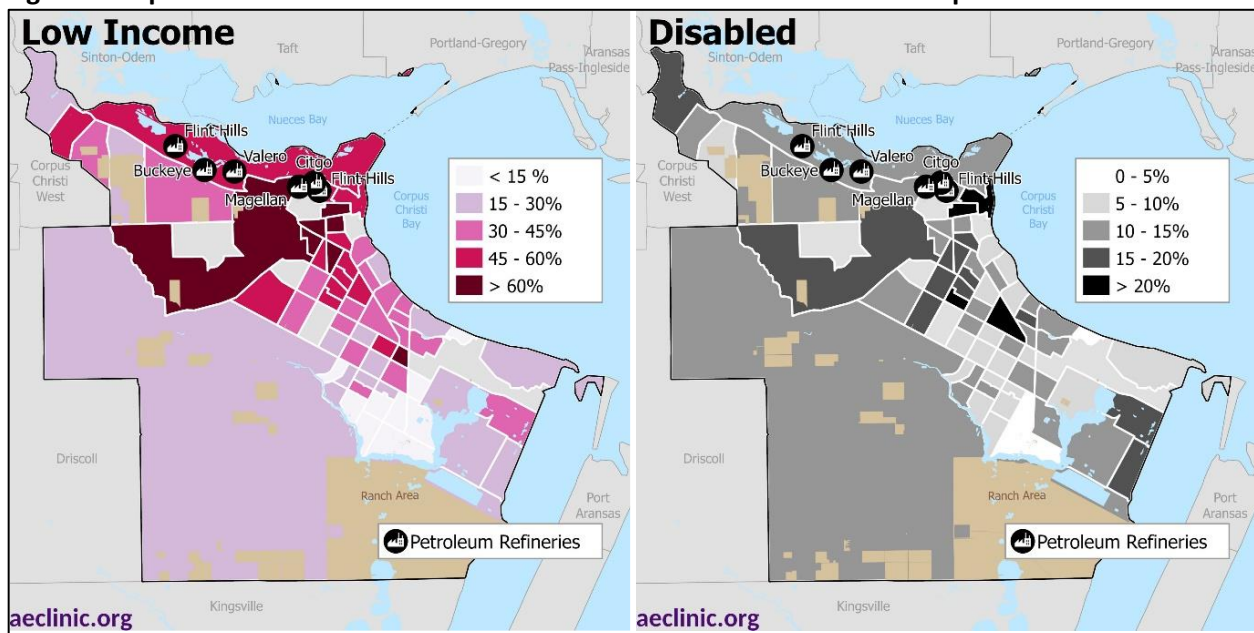 Low Income
Taft
Portland-Gregory
Sinton-Odem
Aransas
Pass-Ingleside
Nueces Bay
Flint Hills
Valero
Citgo
Buckeye
Flint Hills
Magellan
Corpus
Christi
West
Corpus
Christi
Bay
< 15 %
15 - 30%
30 - 45%
45 - 60%
> 60%
Driscoll
Ranch Area
Port
Aransas
Petroleum Refineries
Kingsville
aeclinic.org
Disabled
Taft
Portland-Gregory
Sinton-Odem
Aransas
Pass-Ingleside
Nueces Bay
Flint Hills
Valero
Citgo
Buckeye
Flint Hills
Magellan
Corpus
Christi
West
Corpus
Christi
Bay
0 - 5%
5 - 10%
10 - 15%
15 - 20%
> 20%
Driscoll
Ranch Area
Port
Aransas
Petroleum Refineries
Kingsville
aeclinic.org